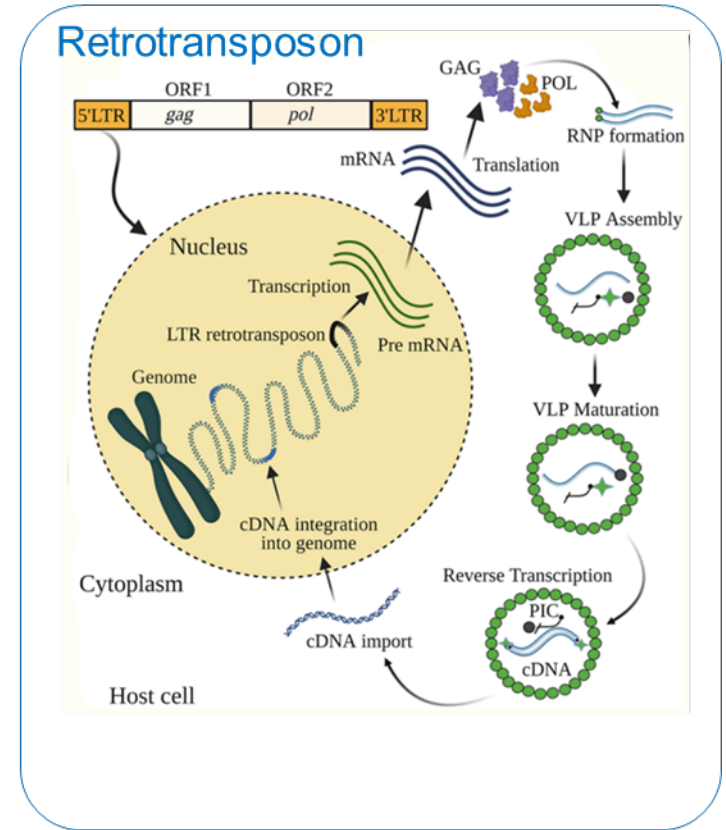 Retrotransposon
ORF1
ORF2
5'LTR
gag
pol
3'LTR
GAG
POL
RNP formation
mRNA
Translation
VLP Assembly
Nucleus
Transcription
LTR retrotransposon
Pre mRNA
Genome
VLP Maturation
cDNA integration
into genome
Cytoplasm
Reverse Transcription
PIC
cDNA
cDNA import
Host cell